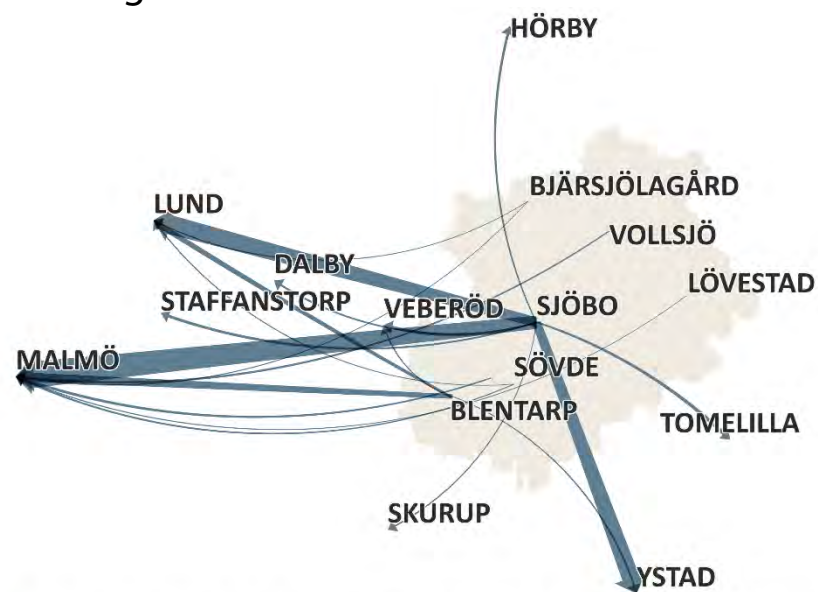 HÖRBY
BJÄRSJÖLAGÅRD
LUND
VOLLSJÖ
DALBY
LÖVESTAD
STAFFANSTORP
VEBERÖD
SJÖBO
MALMÖ
SÖVDE
BLENTARP
TOMELILLA
SKURUP
YSTAD